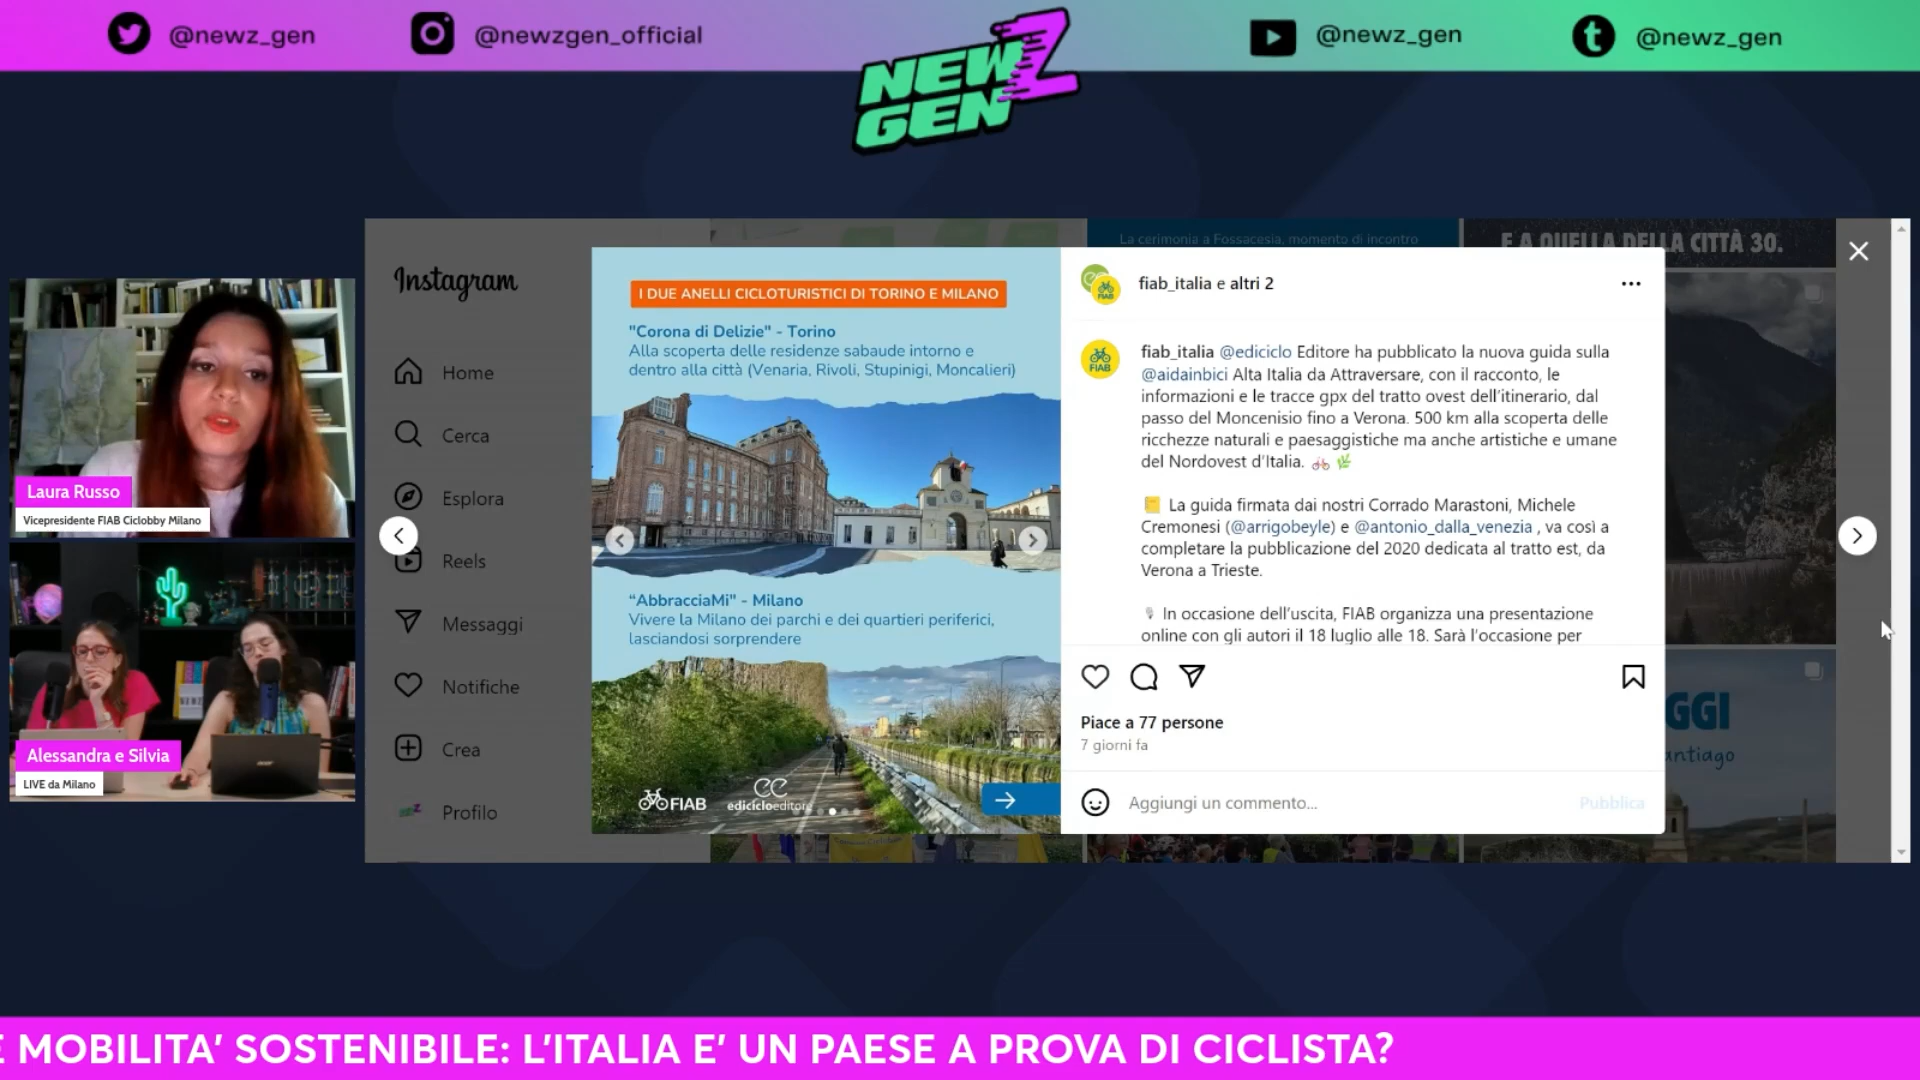 @newz_gen
@newzgen_official
NEWZ
GEN
@newz_gen
@newz_gen
La cerimonia a Fossacesia, momento di incontro
E A QUELLA DELLA CITTÀ 30.
Instagram
Home
Cerca
Esplora
Reels
Messaggi
Notifiche
Crea
Profilo
I DUE ANELLI CICLOTURISTICI DI TORINO E MILANO
"Corona di Delizie" - Torino
Alla scoperta delle residenze sabaude intorno e
dentro alla città (Venaria, Rivoli, Stupinigi, Moncalieri)
“AbbracciaMi” - Milano
Vivere la Milano dei parchi e dei quartieri periferici,
lasciandosi sorprendere
FIAB
ediciclo editore
fiab_italia e altri 2
FIAB
fiab_italia @ediciclo Editore ha pubblicato la nuova guida sulla
@aidainbici Alta Italia da Attraversare, con il racconto, le
informazioni e le tracce gpx del tratto ovest dell'itinerario, dal
passo del Moncenisio fino a Verona. 500 km alla scoperta delle
ricchezze naturali e paesaggistiche ma anche artistiche e umane
del Nordovest d'Italia. 🚲 🌿
📒 La guida firmata dai nostri Corrado Marastoni, Michele
Cremonesi (@arrigobeyle) e @antonio_dalla_venezia , va così a
completare la pubblicazione del 2020 dedicata al tratto est, da
Verona a Trieste.
🎙 In occasione dell'uscita, FIAB organizza una presentazione
online con gli autori il 18 luglio alle 18. Sarà l'occasione per
Piace a 77 persone
7 giorni fa
Aggiungi un commento...
Pubblica
GGI
antiago
Laura Russo
Vicepresidente FIAB Ciclobby Milano
Alessandra e Silvia
LIVE da Milano
E MOBILITA' SOSTENIBILE: L'ITALIA E' UN PAESE A PROVA DI CICLISTA?